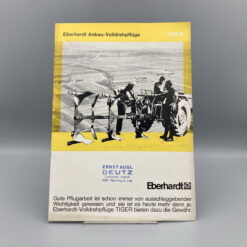 Eberhardt Anbau-Volldrehpflüge
TIGER
ERNST AUGL
DEUTZ
Eberhardt
Gute Pflugarbeit ist schon immer von ausschlaggebender
Wichtigkeit gewesen und sie ist es heute mehr denn je.
Eberhardt-Volldrehpflüge TIGER bieten dazu die Gewähr.